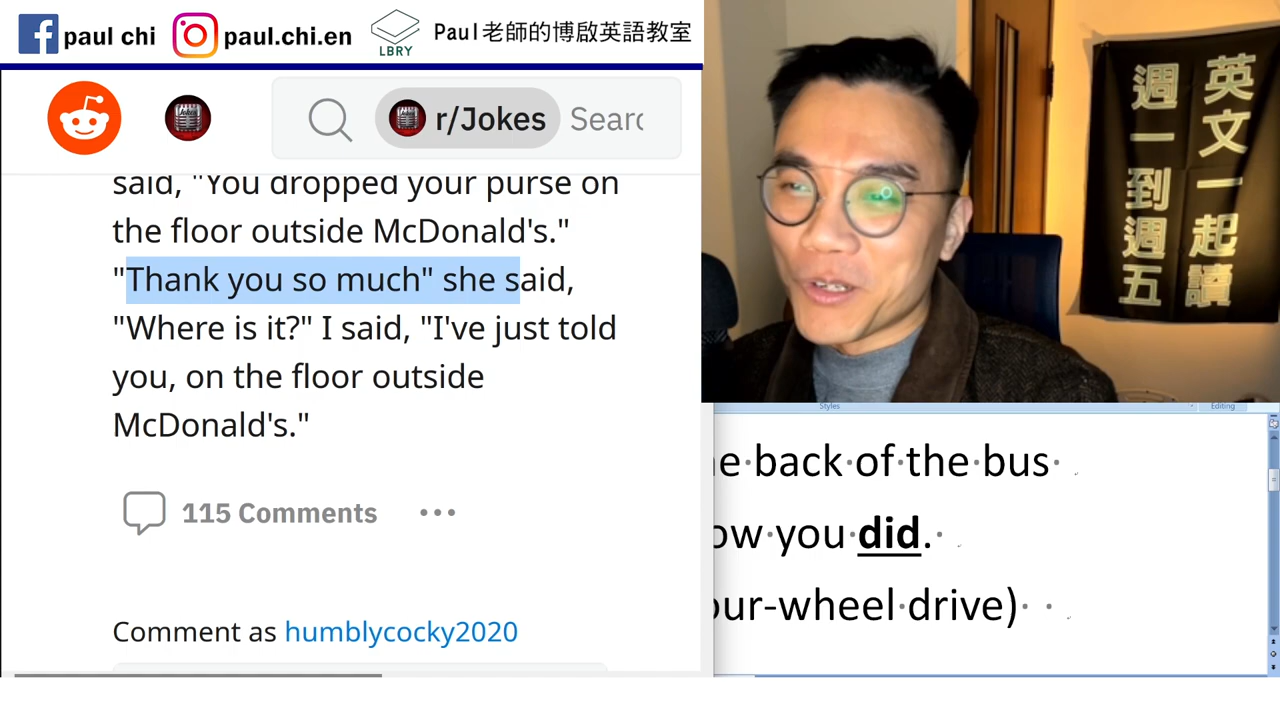 paul chi
paul.chi.en
LBRY
Paul老師的博啟英語教室
r/Jokes
Searc
said, "You dropped your purse on
the floor outside McDonald's."
"Thank you so much" she said,
"Where is it?" I said, "I've just told
you, on the floor outside
McDonald's."
115 Comments
Comment as humblycocky2020
英文一起讀
週一到週五
Styles
Editing
e back of the bus
ow you did.
our-wheel drive)